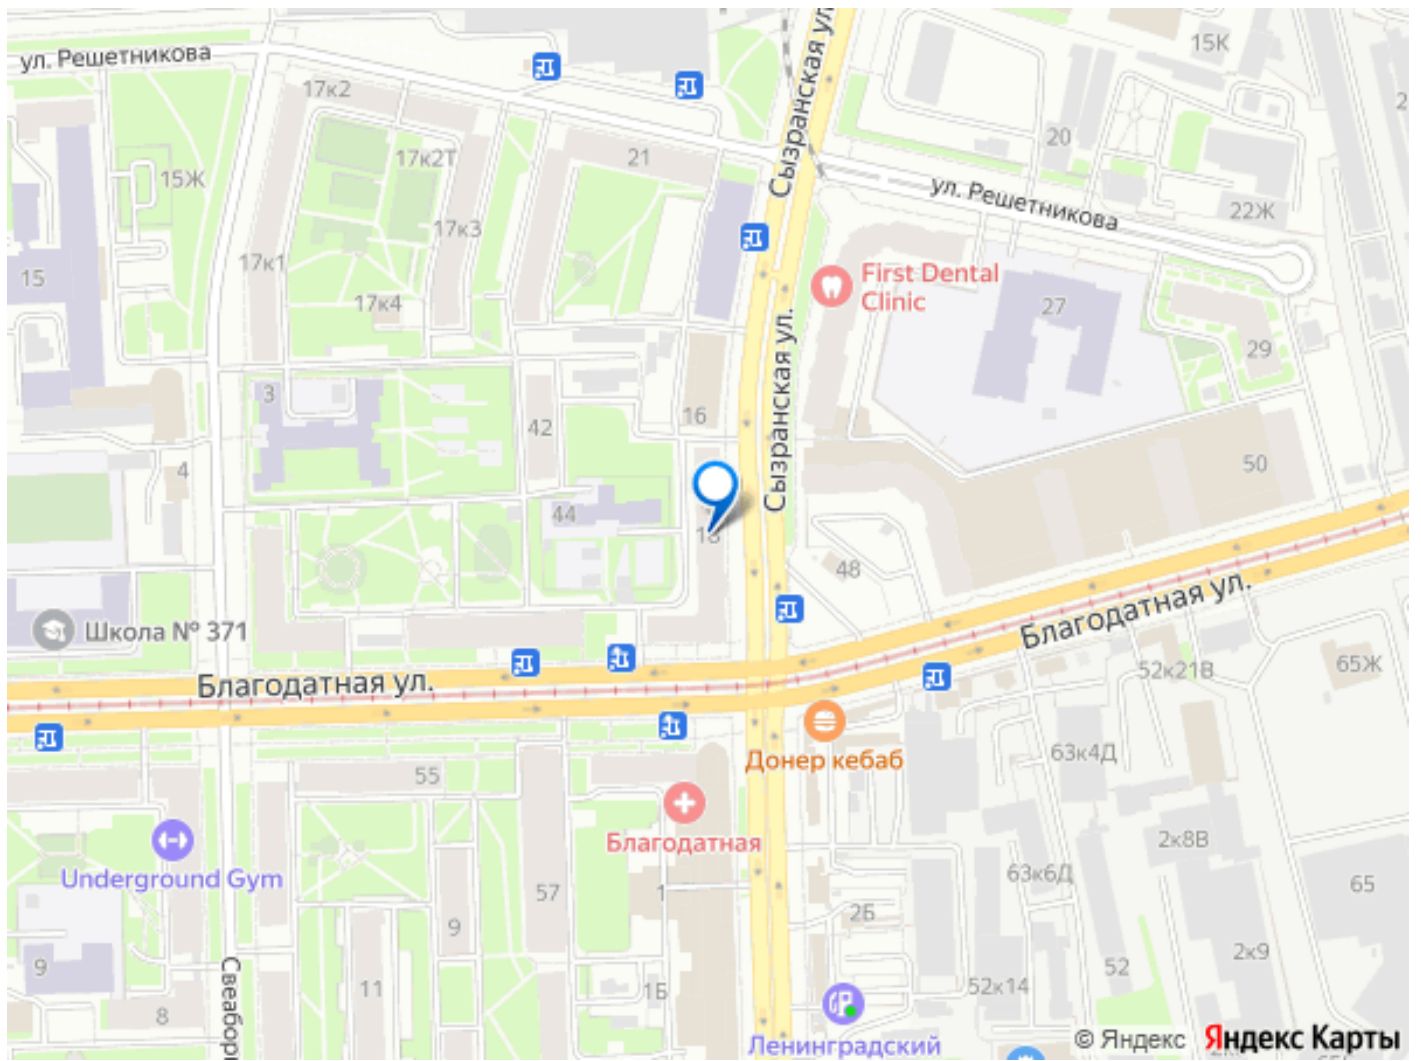 ул. Решетникова
17к2
Сызранская ул.
15К
20
17к2Т
21
15Ж
ул. Решетникова
22Ж
17к3
17к1
15
First Dental
Clinic
27
17к4
Сызранская ул.
29
3
16
42
4
50
44
48
Благодатная ул.
Школа № 371
52к21В
65Ж
Благодатная ул.
Донер кебаб
63к4Д
55
Благодатная
2к8В
Underground Gym
63к6Д
57
1
65
2Б
9
2к9
9
52
11
1Б
52к14
8
Ленинградский
© Яндекс Яндекс Карты